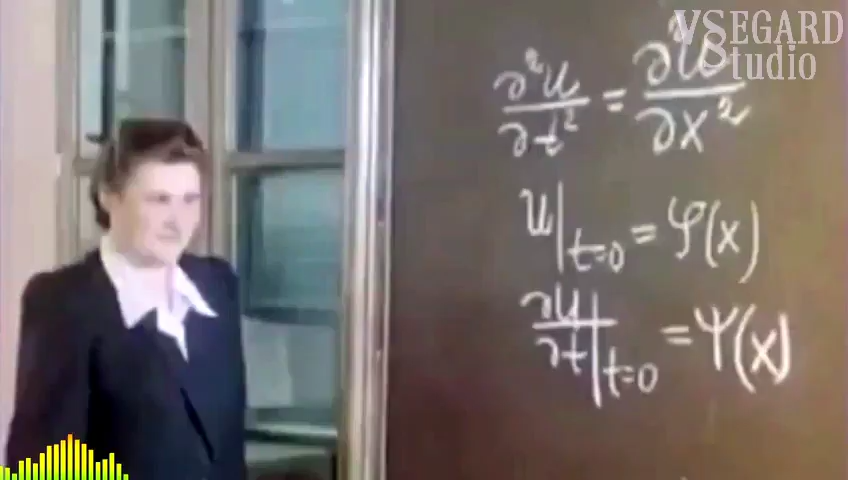 VSEGARD
Studio
∂²u/∂t² = ∂²u/∂x²
u|t=0 = φ(x)
∂u/∂t|t=0 = ψ(x)